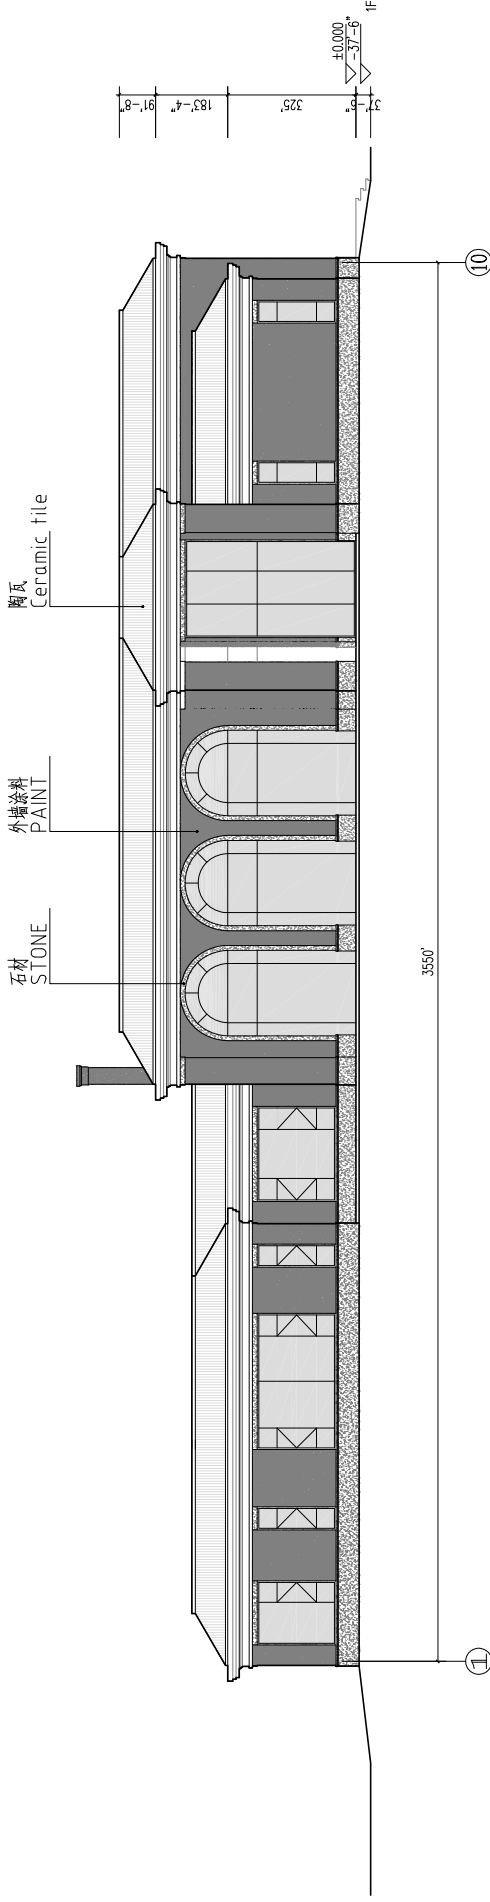 石材
STONE
外墙涂料
PAINT
陶瓦
Ceramic tile
91'-8"
183'-4"
325'
37'-6"
±0.000
-37'-6"
1F
3550'
1
10